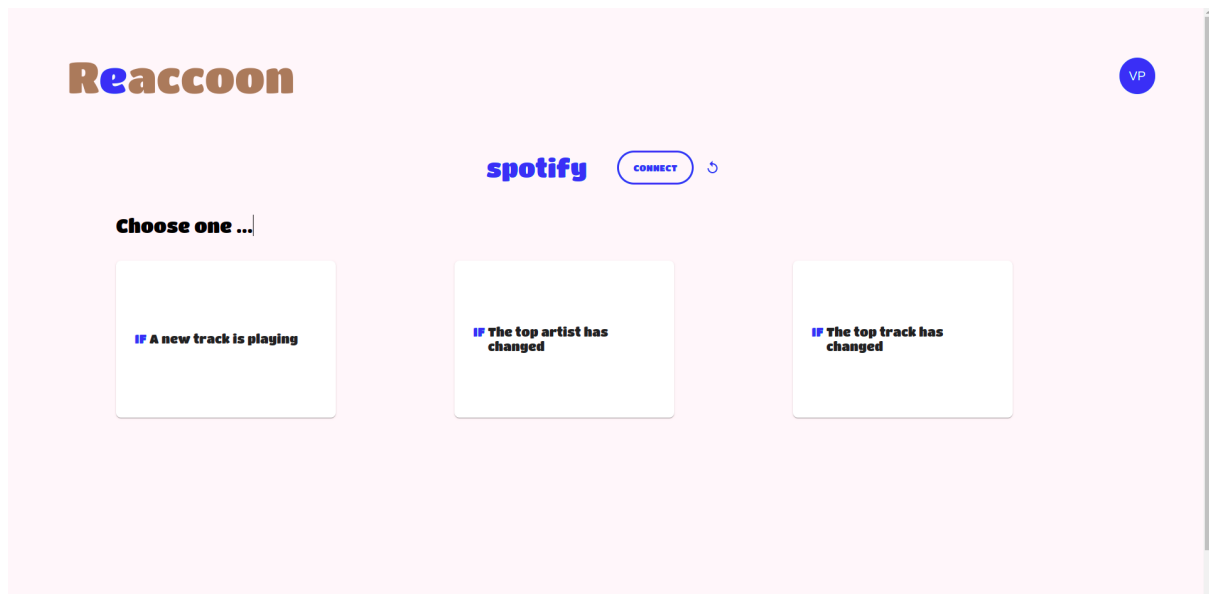 Reaccoon
VP
spotify
CONNECT
Choose one ...
IF A new track is playing
IF The top artist has
changed
IF The top track has
changed